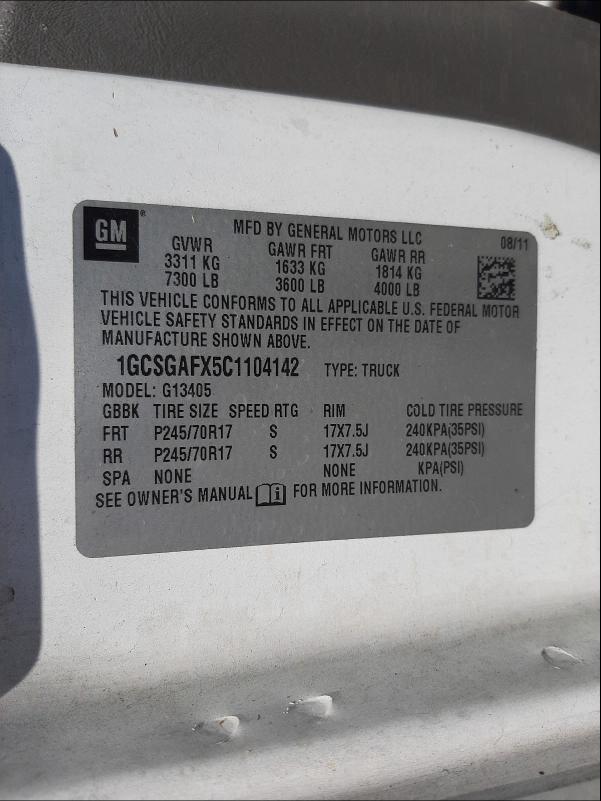 GM
MFD BY GENERAL MOTORS LLC 08/11
GVWR GAWR FRT GAWR RR
3311 KG 1633 KG 1814 KG
7300 LB 3600 LB 4000 LB
THIS VEHICLE CONFORMS TO ALL APPLICABLE U.S. FEDERAL MOTOR
VEHICLE SAFETY STANDARDS IN EFFECT ON THE DATE OF
MANUFACTURE SHOWN ABOVE.
1GCSGAFX5C1104142 TYPE: TRUCK
MODEL: G13405
GBBK TIRE SIZE SPEED RTG RIM COLD TIRE PRESSURE
FRT P245/70R17 S 17X7.5J 240KPA(35PSI)
RR P245/70R17 S 17X7.5J 240KPA(35PSI)
SPA NONE NONE KPA(PSI)
SEE OWNER'S MANUAL FOR MORE INFORMATION.